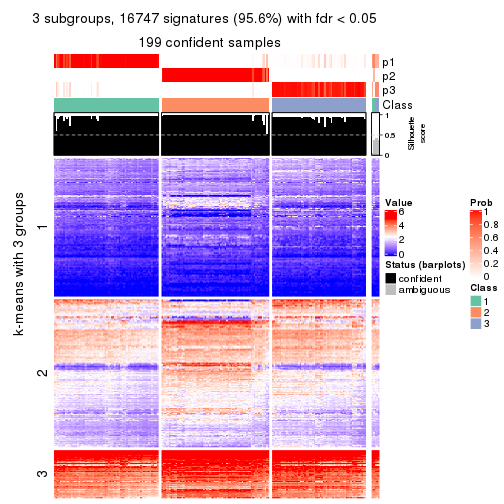 3 subgroups, 16747 signatures (95.6%) with fdr < 0.05
199 confident samples
p1
p2
p3
Class
1
0.5
0
Silhouette
score
k-means with 3 groups
1
2
3
Value
6
4
2
0
Status (barplots)
confident
ambiguous
Prob
1
0.8
0.6
0.4
0.2
0
Class
1
2
3